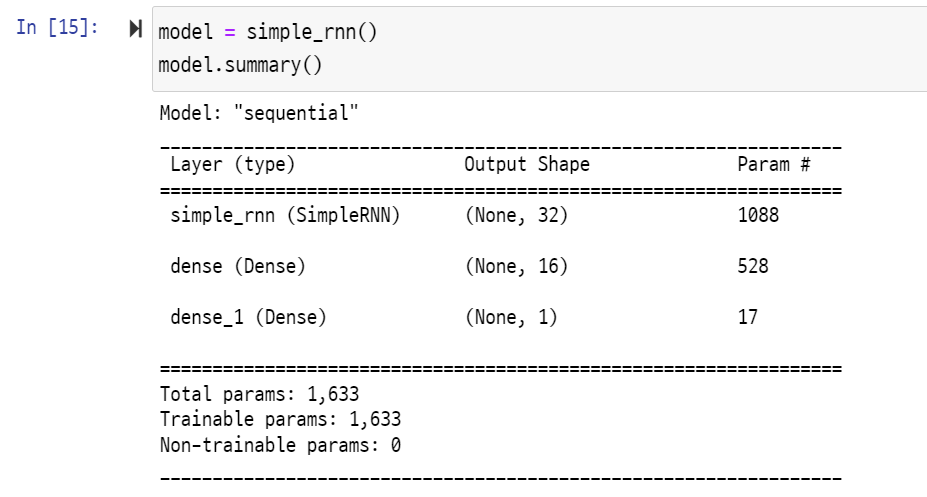 In [15]:
model = simple_rnn()
model.summary()
Model: "sequential"
_________________________________________________________________
Layer (type) Output Shape Param #
=================================================================
simple_rnn (SimpleRNN) (None, 32) 1088
dense (Dense) (None, 16) 528
dense_1 (Dense) (None, 1) 17
=================================================================
Total params: 1,633
Trainable params: 1,633
Non-trainable params: 0
_________________________________________________________________